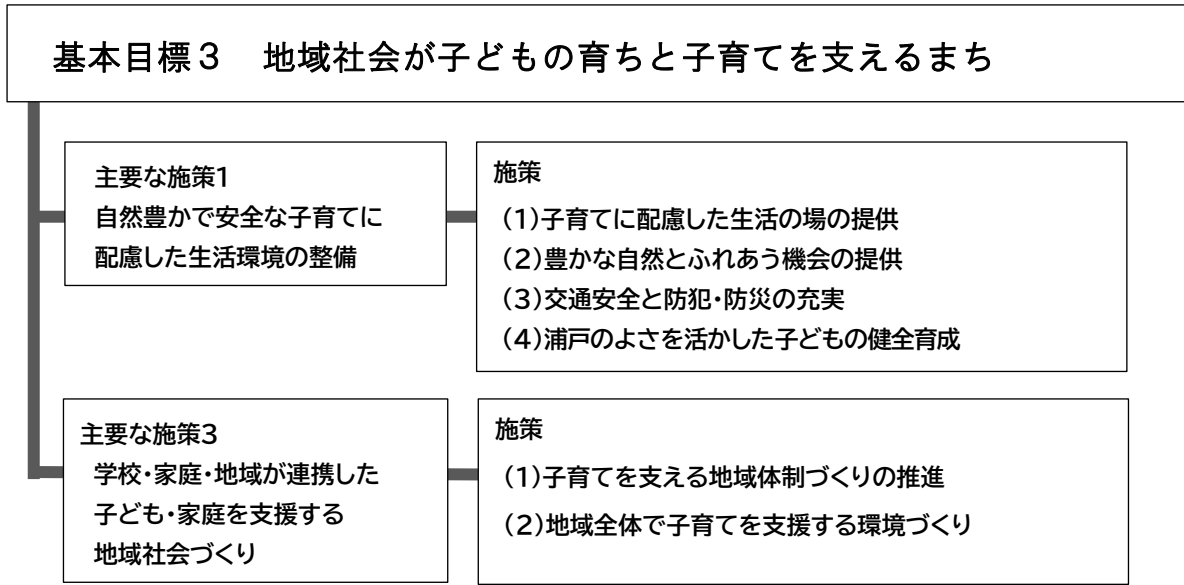 基本目標3　地域社会が子どもの育ちと子育てを支えるまち
主要な施策1
自然豊かで安全な子育てに
配慮した生活環境の整備
施策
(1)子育てに配慮した生活の場の提供
(2)豊かな自然とふれあう機会の提供
(3)交通安全と防犯・防災の充実
(4)浦戸のよさを活かした子どもの健全育成
主要な施策3
学校・家庭・地域が連携した
子ども・家庭を支援する
地域社会づくり
施策
(1)子育てを支える地域体制づくりの推進
(2)地域全体で子育てを支援する環境づくり